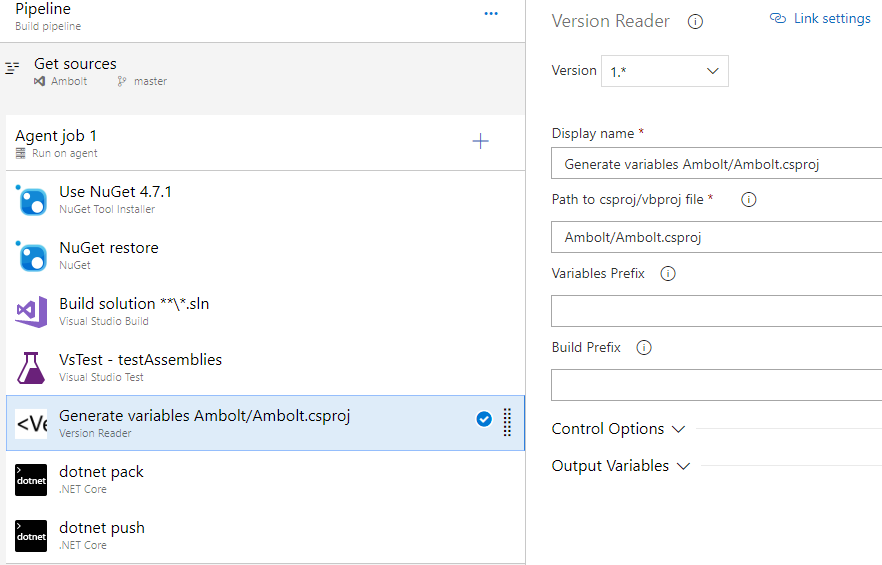 Pipeline
Build pipeline
...
Get sources
Ambolt master
Agent job 1
Run on agent
Use NuGet 4.7.1
NuGet Tool Installer
NuGet restore
NuGet
Build solution **\*.sln
Visual Studio Build
VsTest - testAssemblies
Visual Studio Test
<Ve
Generate variables Ambolt/Ambolt.csproj
Version Reader
dotnet
dotnet pack
.NET Core
dotnet
dotnet push
.NET Core
Version Reader
Link settings
Version 1.*
Display name *
Generate variables Ambolt/Ambolt.csproj
Path to csproj/vbproj file *
Ambolt/Ambolt.csproj
Variables Prefix
Build Prefix
Control Options
Output Variables